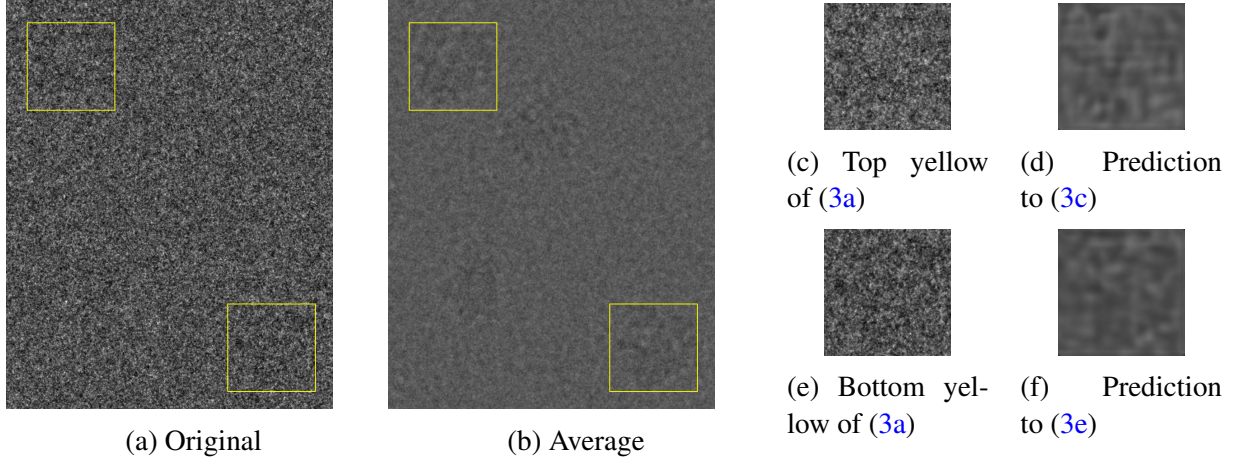 (a) Original
(b) Average
(c) Top yellow
of (3a)
(d) Prediction
to (3c)
(e) Bottom yel-
low of (3a)
(f) Prediction
to (3e)